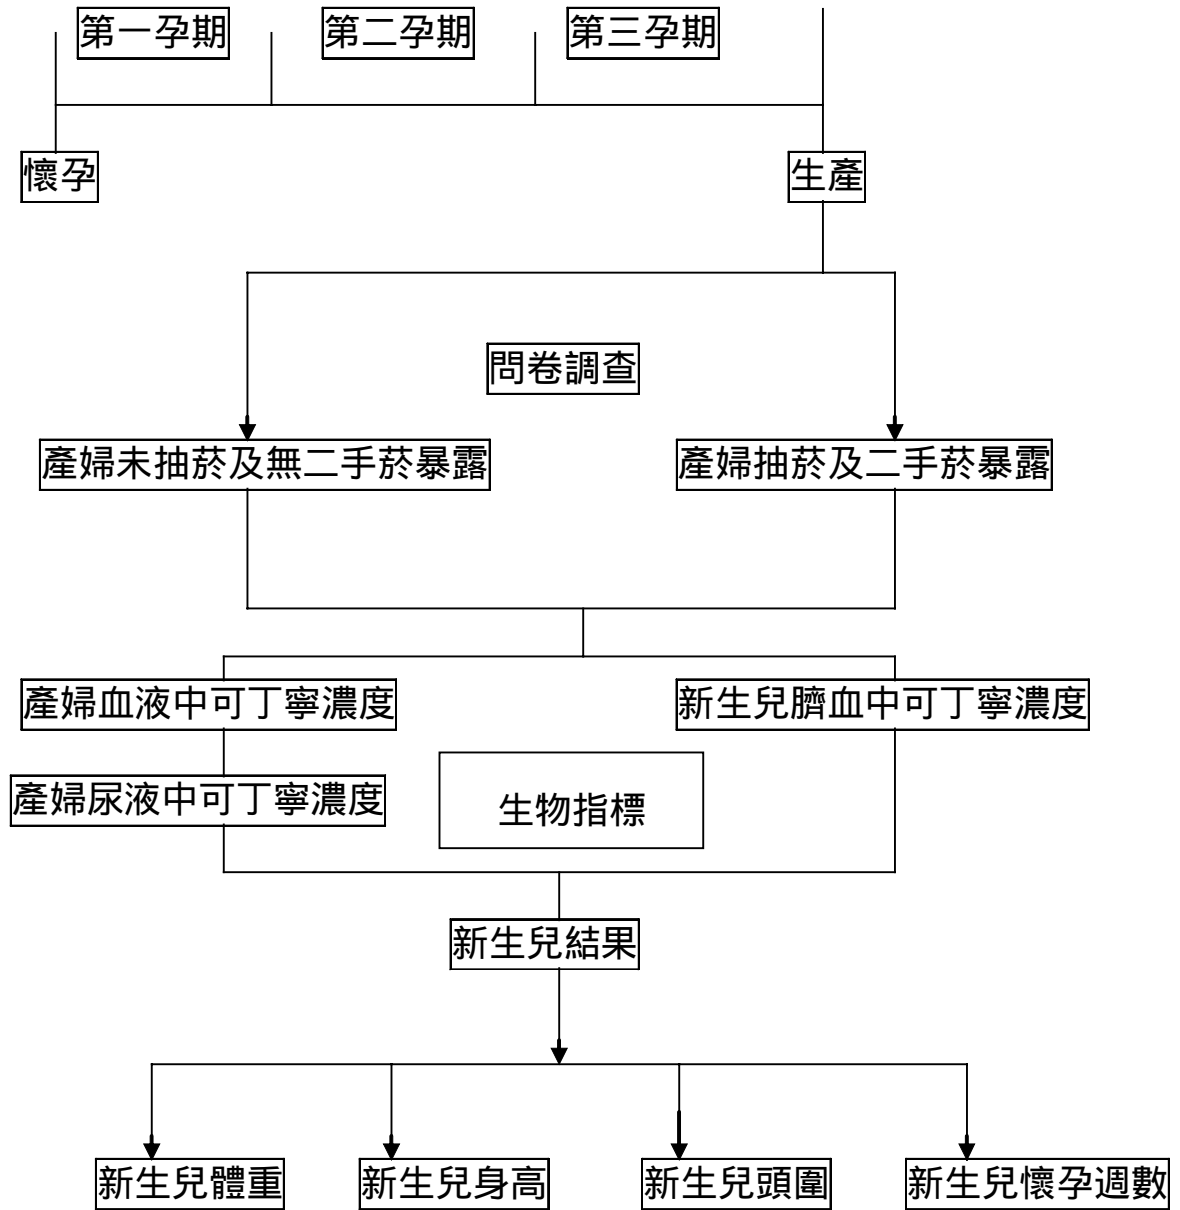 第一孕期
第二孕期
第三孕期
懷孕
生產
問卷調查
產婦未抽菸及無二手菸暴露
產婦抽菸及二手菸暴露
產婦血液中可丁寧濃度
新生兒臍血中可丁寧濃度
產婦尿液中可丁寧濃度
生物指標
新生兒結果
新生兒體重
新生兒身高
新生兒頭圍
新生兒懷孕週數